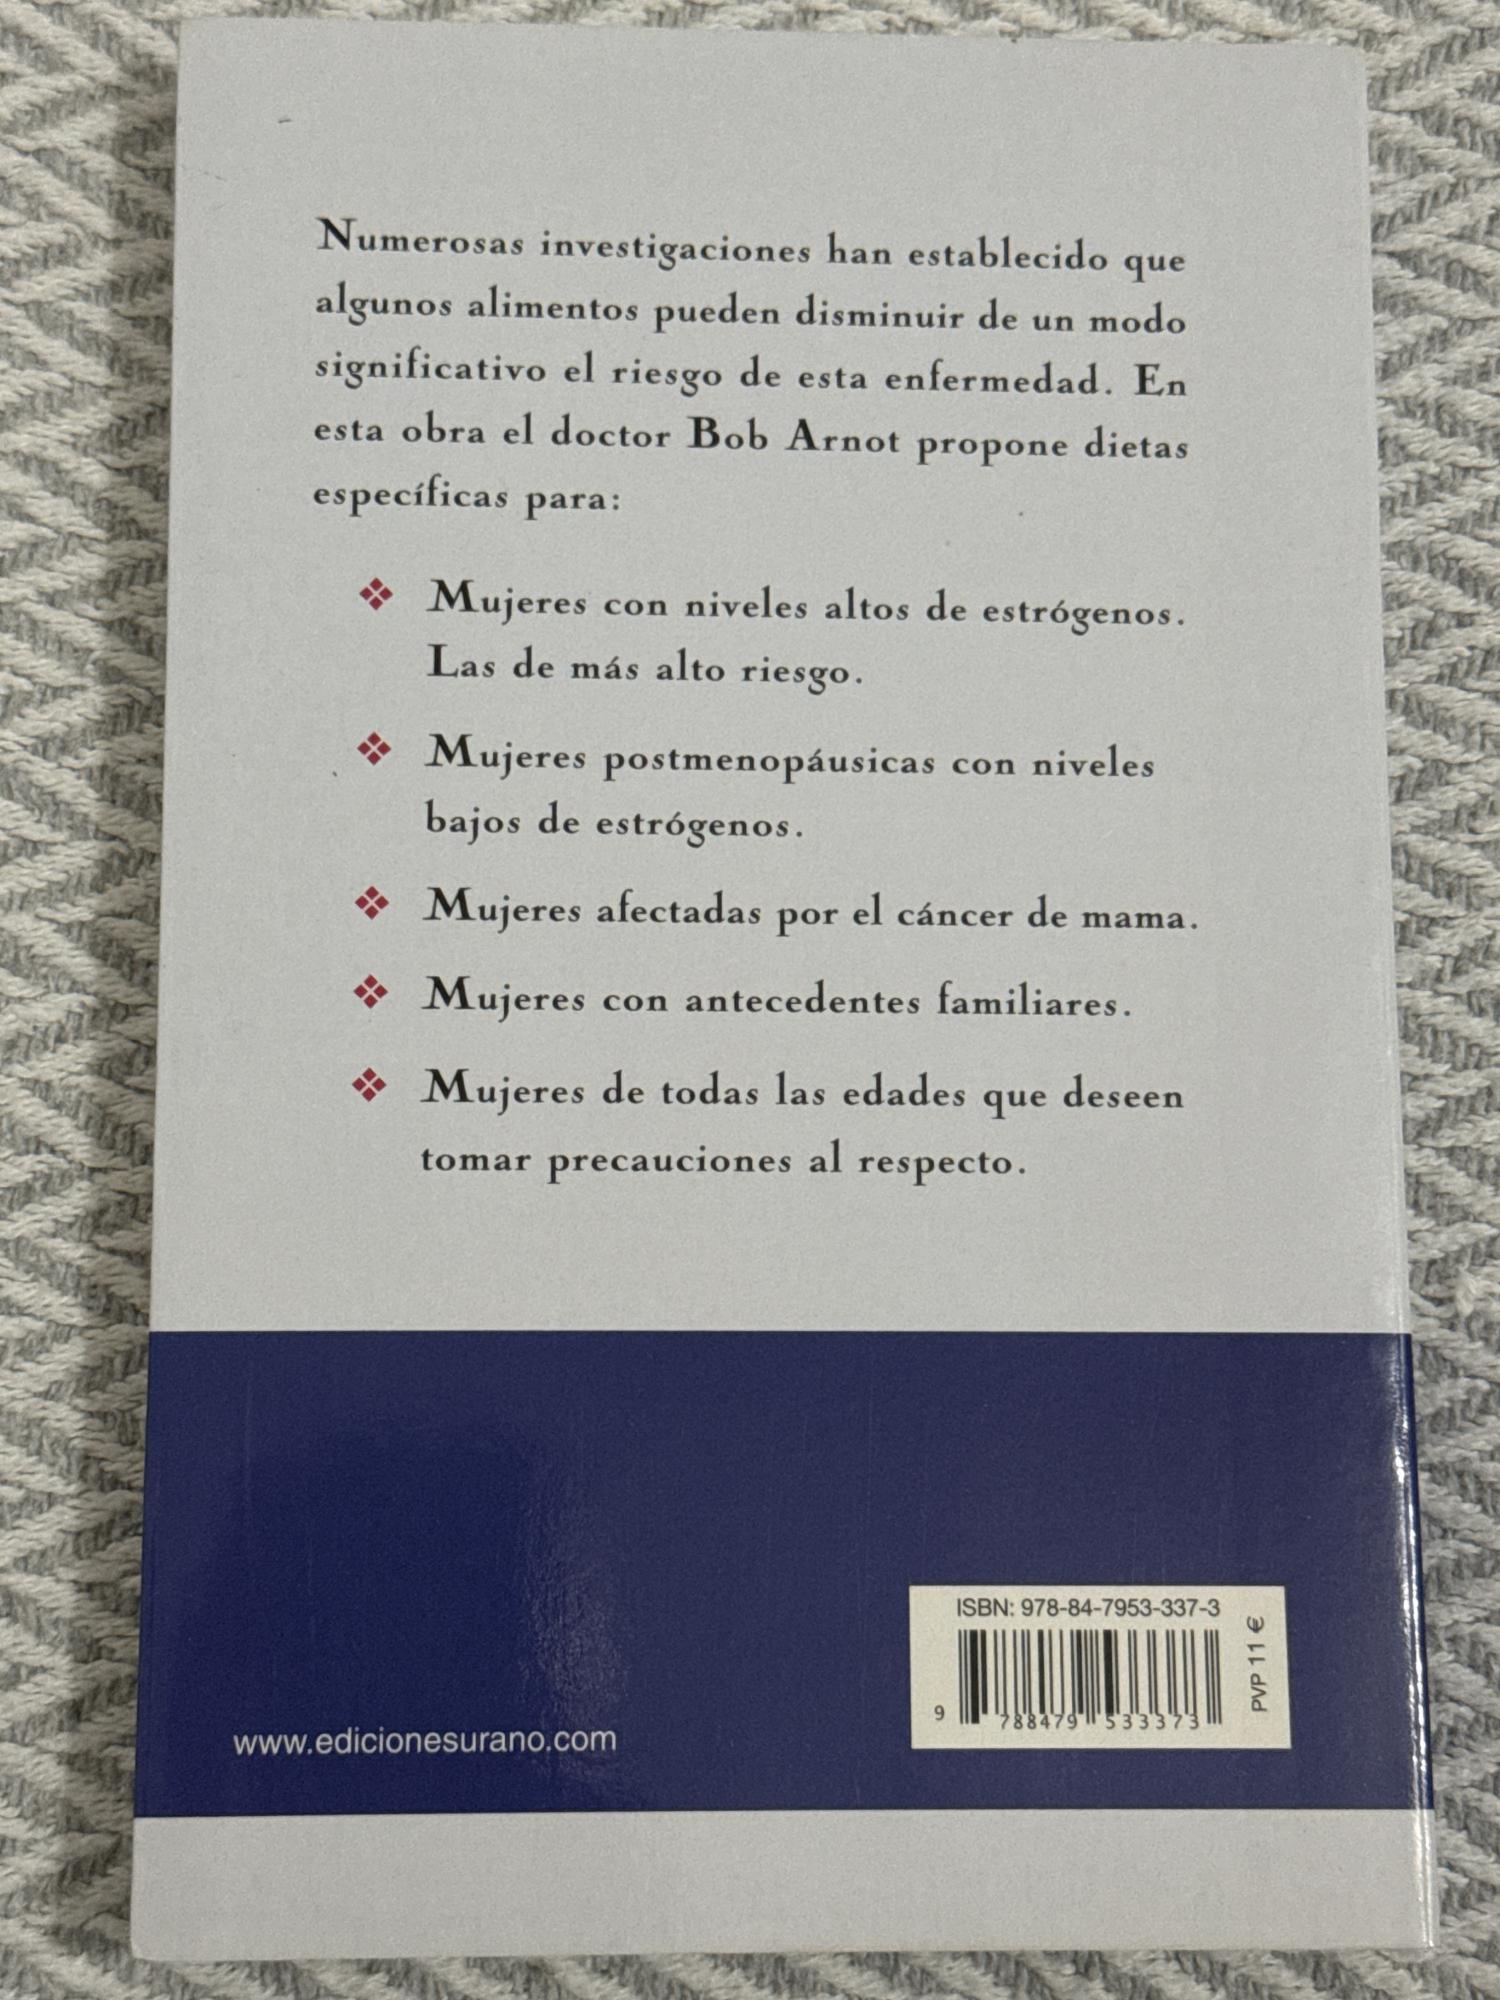 Numerosas investigaciones han establecido que
algunos alimentos pueden disminuir de un modo
significativo el riesgo de esta enfermedad. En
esta obra el doctor Bob Arnot propone dietas
específicas para:
❖ Mujeres con niveles altos de estrógenos.
Las de más alto riesgo.
❖ Mujeres postmenopáusicas con niveles
bajos de estrógenos.
❖ Mujeres afectadas por el cáncer de mama.
❖ Mujeres con antecedentes familiares.
❖ Mujeres de todas las edades que deseen
tomar precauciones al respecto.
www.edicionesurano.com
ISBN: 978-84-7953-337-3
9 788479 533373
PVP 11 €